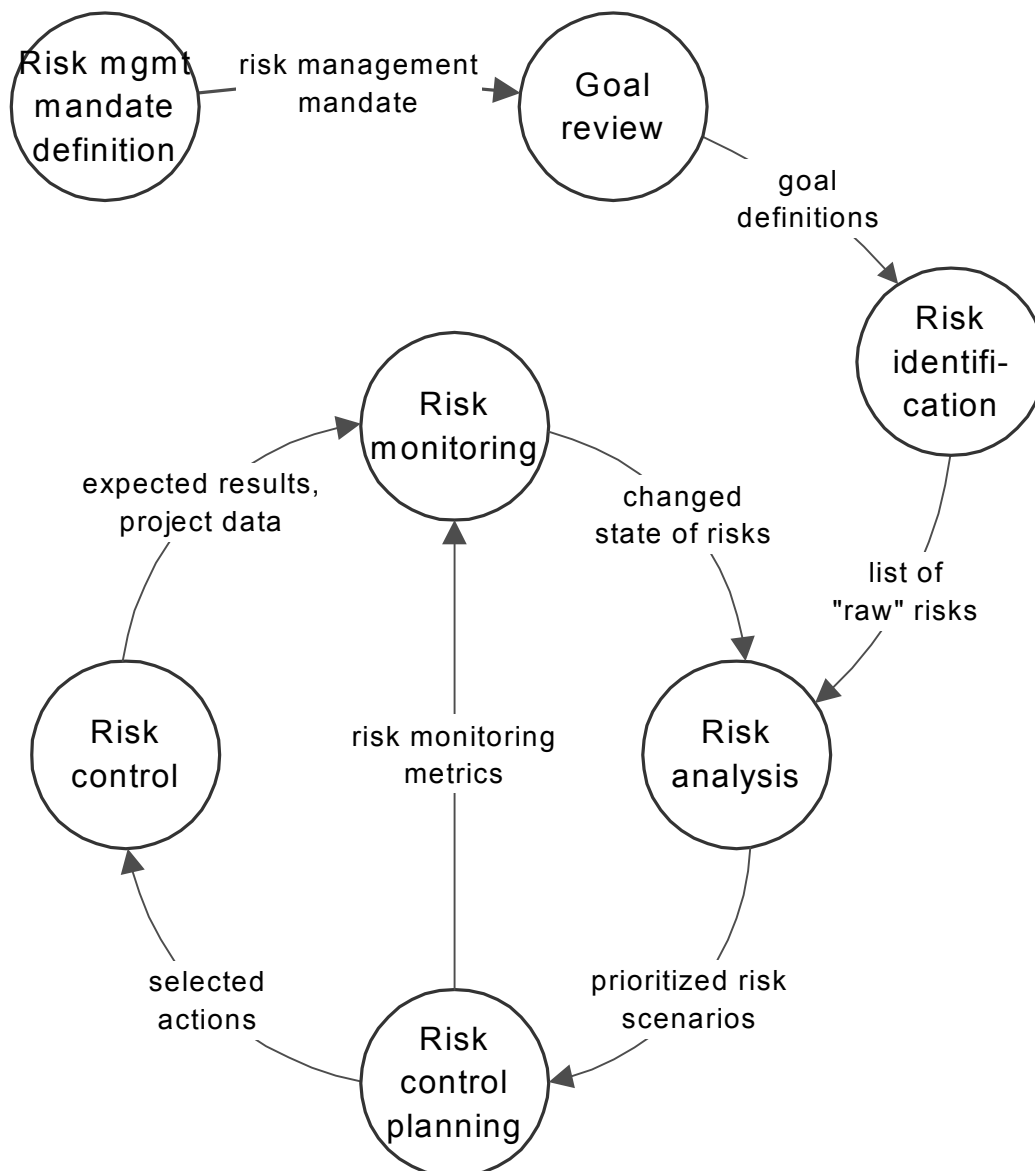 Risk mgmt
mandate
definition
risk management
mandate
Goal
review
goal
definitions
Risk
identifi-
cation
Risk
monitoring
expected results,
project data
changed
state of risks
list of
"raw" risks
Risk
control
risk monitoring
metrics
Risk
analysis
selected
actions
prioritized risk
scenarios
Risk
control
planning